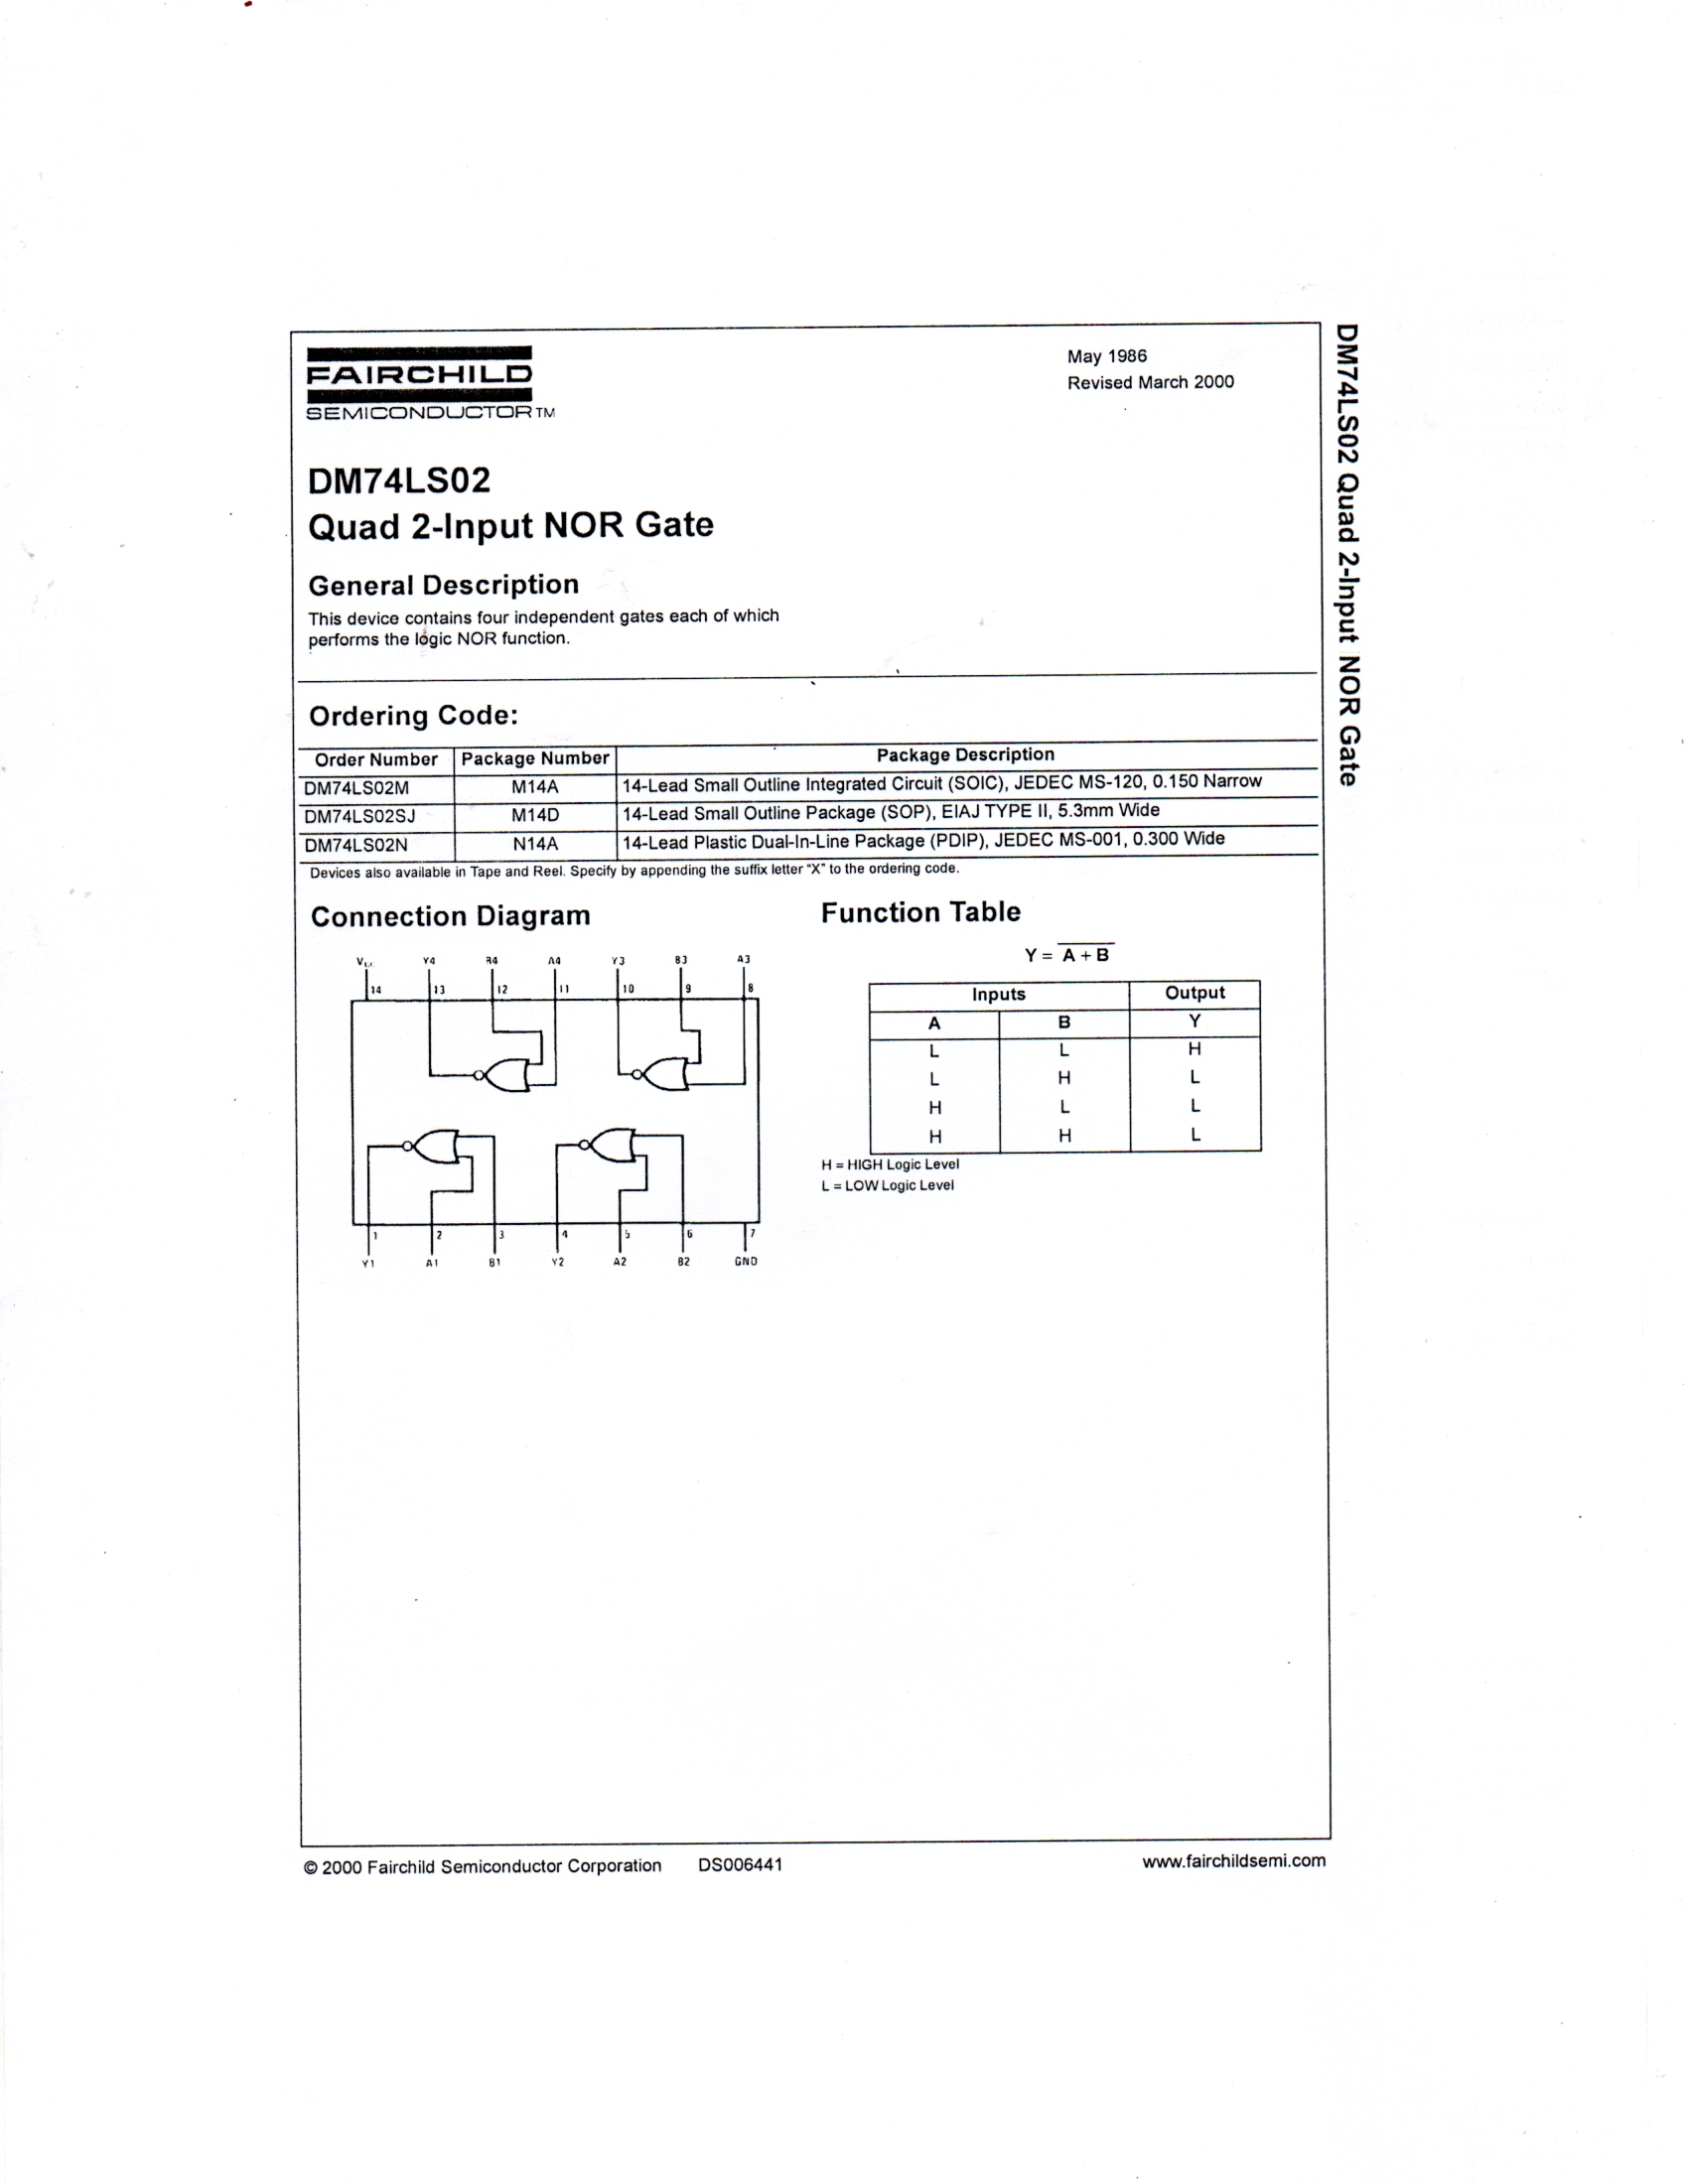 FAIRCHILD
SEMICONDUCTOR™
May 1986
Revised March 2000
DM74LS02
Quad 2-Input NOR Gate
General Description
This device contains four independent gates each of which
performs the logic NOR function.
Ordering Code:
Order Number Package Number Package Description
DM74LS02M M14A 14-Lead Small Outline Integrated Circuit (SOIC), JEDEC MS-120, 0.150 Narrow
DM74LS02SJ M14D 14-Lead Small Outline Package (SOP), EIAJ TYPE II, 5.3mm Wide
DM74LS02N N14A 14-Lead Plastic Dual-In-Line Package (PDIP), JEDEC MS-001, 0.300 Wide
Devices also available in Tape and Reel. Specify by appending the suffix letter "X" to the ordering code.
Connection Diagram
VCC Y4 B4 A4 Y3 B3 A3
14 13 12 11 10 9 8
1 2 3 4 5 6 7
Y1 A1 B1 Y2 A2 B2 GND
Function Table
Y = A + B
Inputs Output
A B Y
L L H
L H L
H L L
H H L
H = HIGH Logic Level
L = LOW Logic Level
© 2000 Fairchild Semiconductor Corporation DS006441 www.fairchildsemi.com
DM74LS02 Quad 2-Input NOR Gate